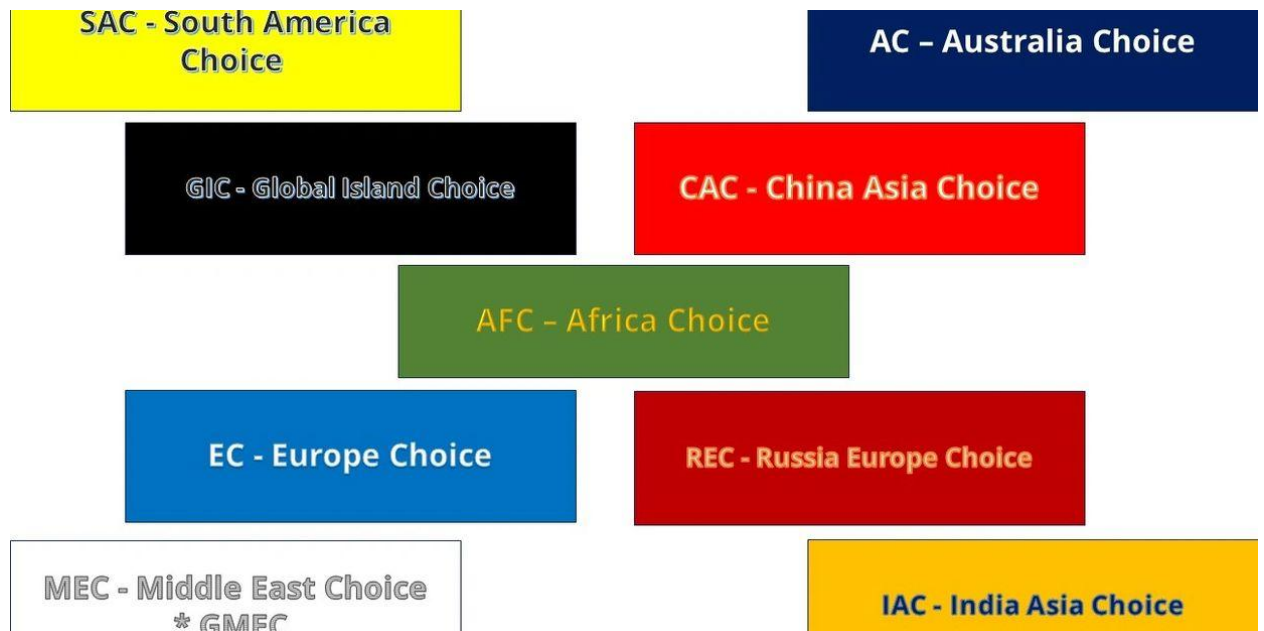 SAC - South America
Choice
AC – Australia Choice
GIC - Global Island Choice
CAC - China Asia Choice
AFC – Africa Choice
EC - Europe Choice
REC - Russia Europe Choice
MEC - Middle East Choice
* GMEC
IAC - India Asia Choice